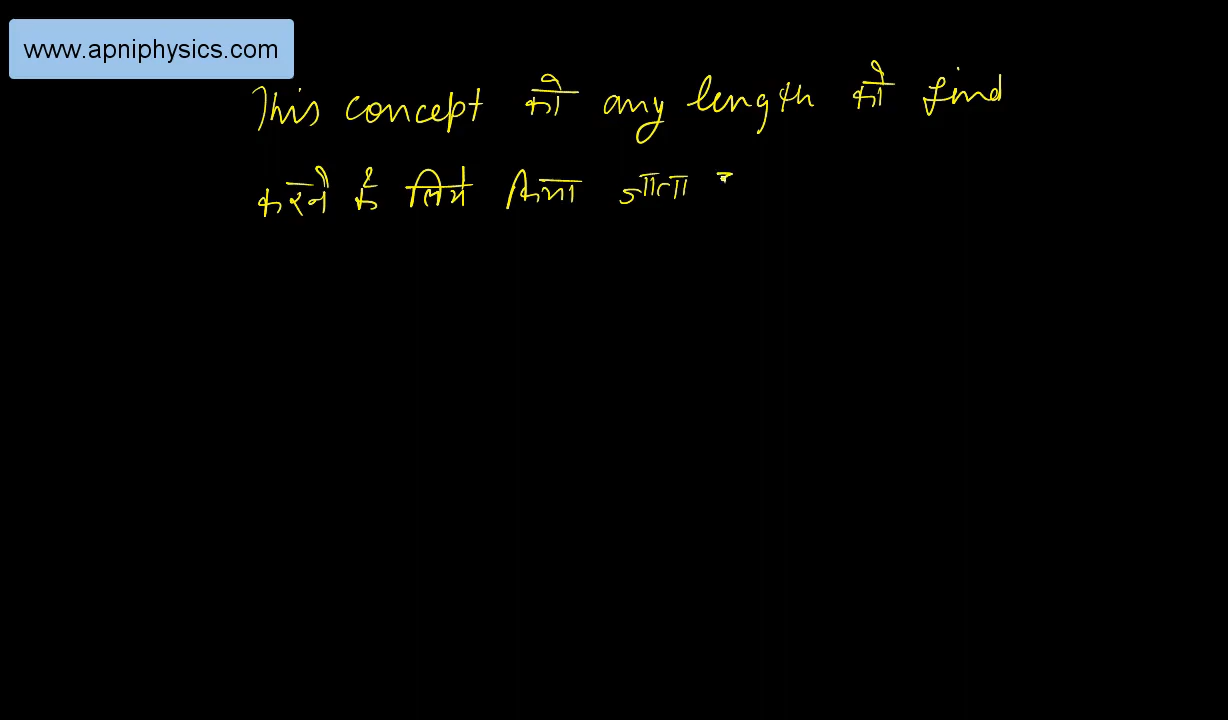 www.apniphysics.com
This concept को any length को find
करने के लिये किया जाता